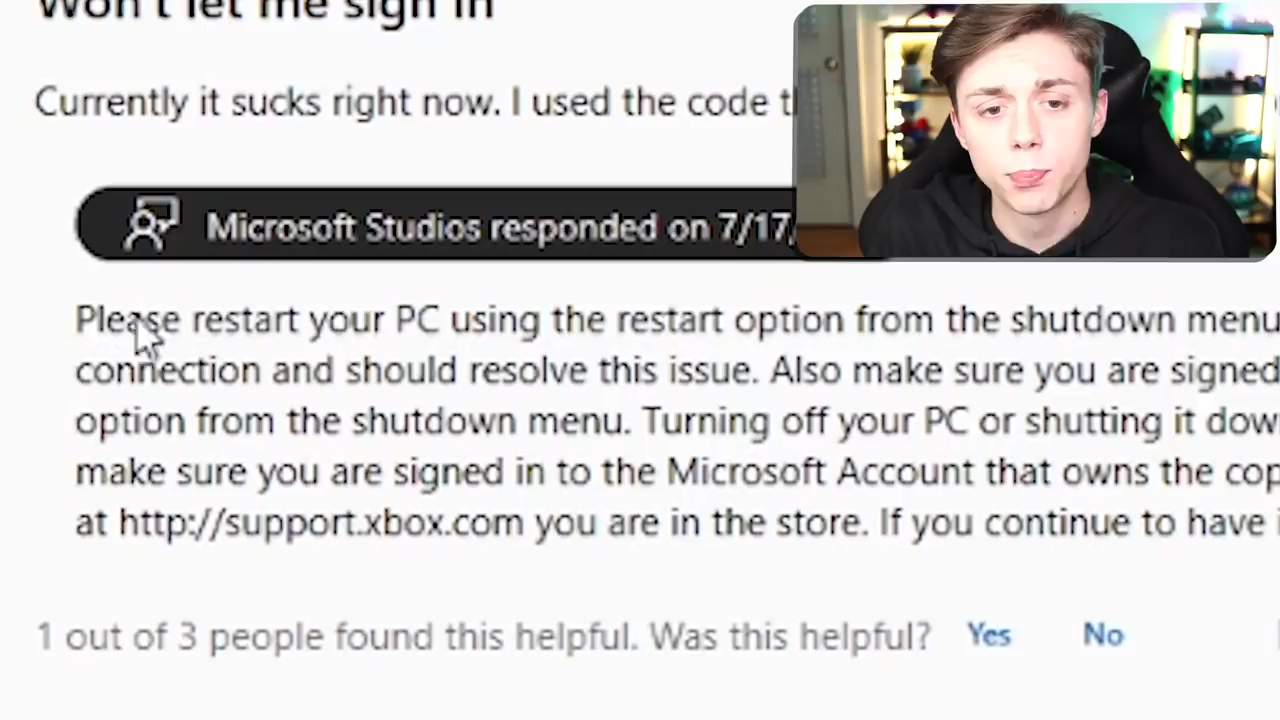 Won't let me sign in
Currently it sucks right now. I used the code
Microsoft Studios responded on 7/17/
Please restart your PC using the restart option from the shutdown menu
connection and should resolve this issue. Also make sure you are signed
option from the shutdown menu. Turning off your PC or shutting it
make sure you are signed in to the Microsoft Account that owns the
at http://support.xbox.com you are in the store. If you continue to have
1 out of 3 people found this helpful. Was this helpful? Yes No